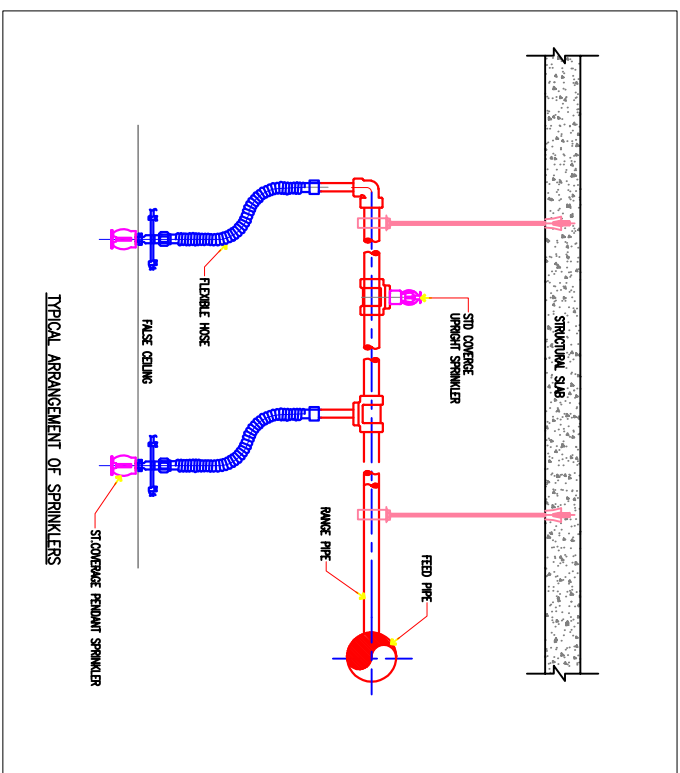 STRUCTURAL SLAB
STD COVERGE
UPRIGHT SPRINKLER
FEED PIPE
RANGE PIPE
FLEXIBLE HOSE
FALSE CEILING
ST.COVERAGE PENDANT SPRINKLER
TYPICAL ARRANGEMENT OF SPRINKLERS